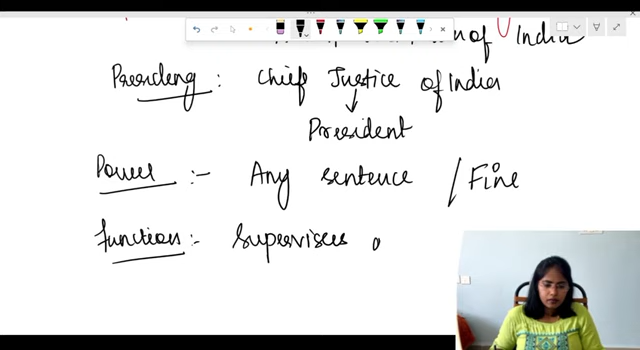 of India
Presiding : Chief Justice of India
President
Power :- Any sentence / Fine
Function :- Supervises